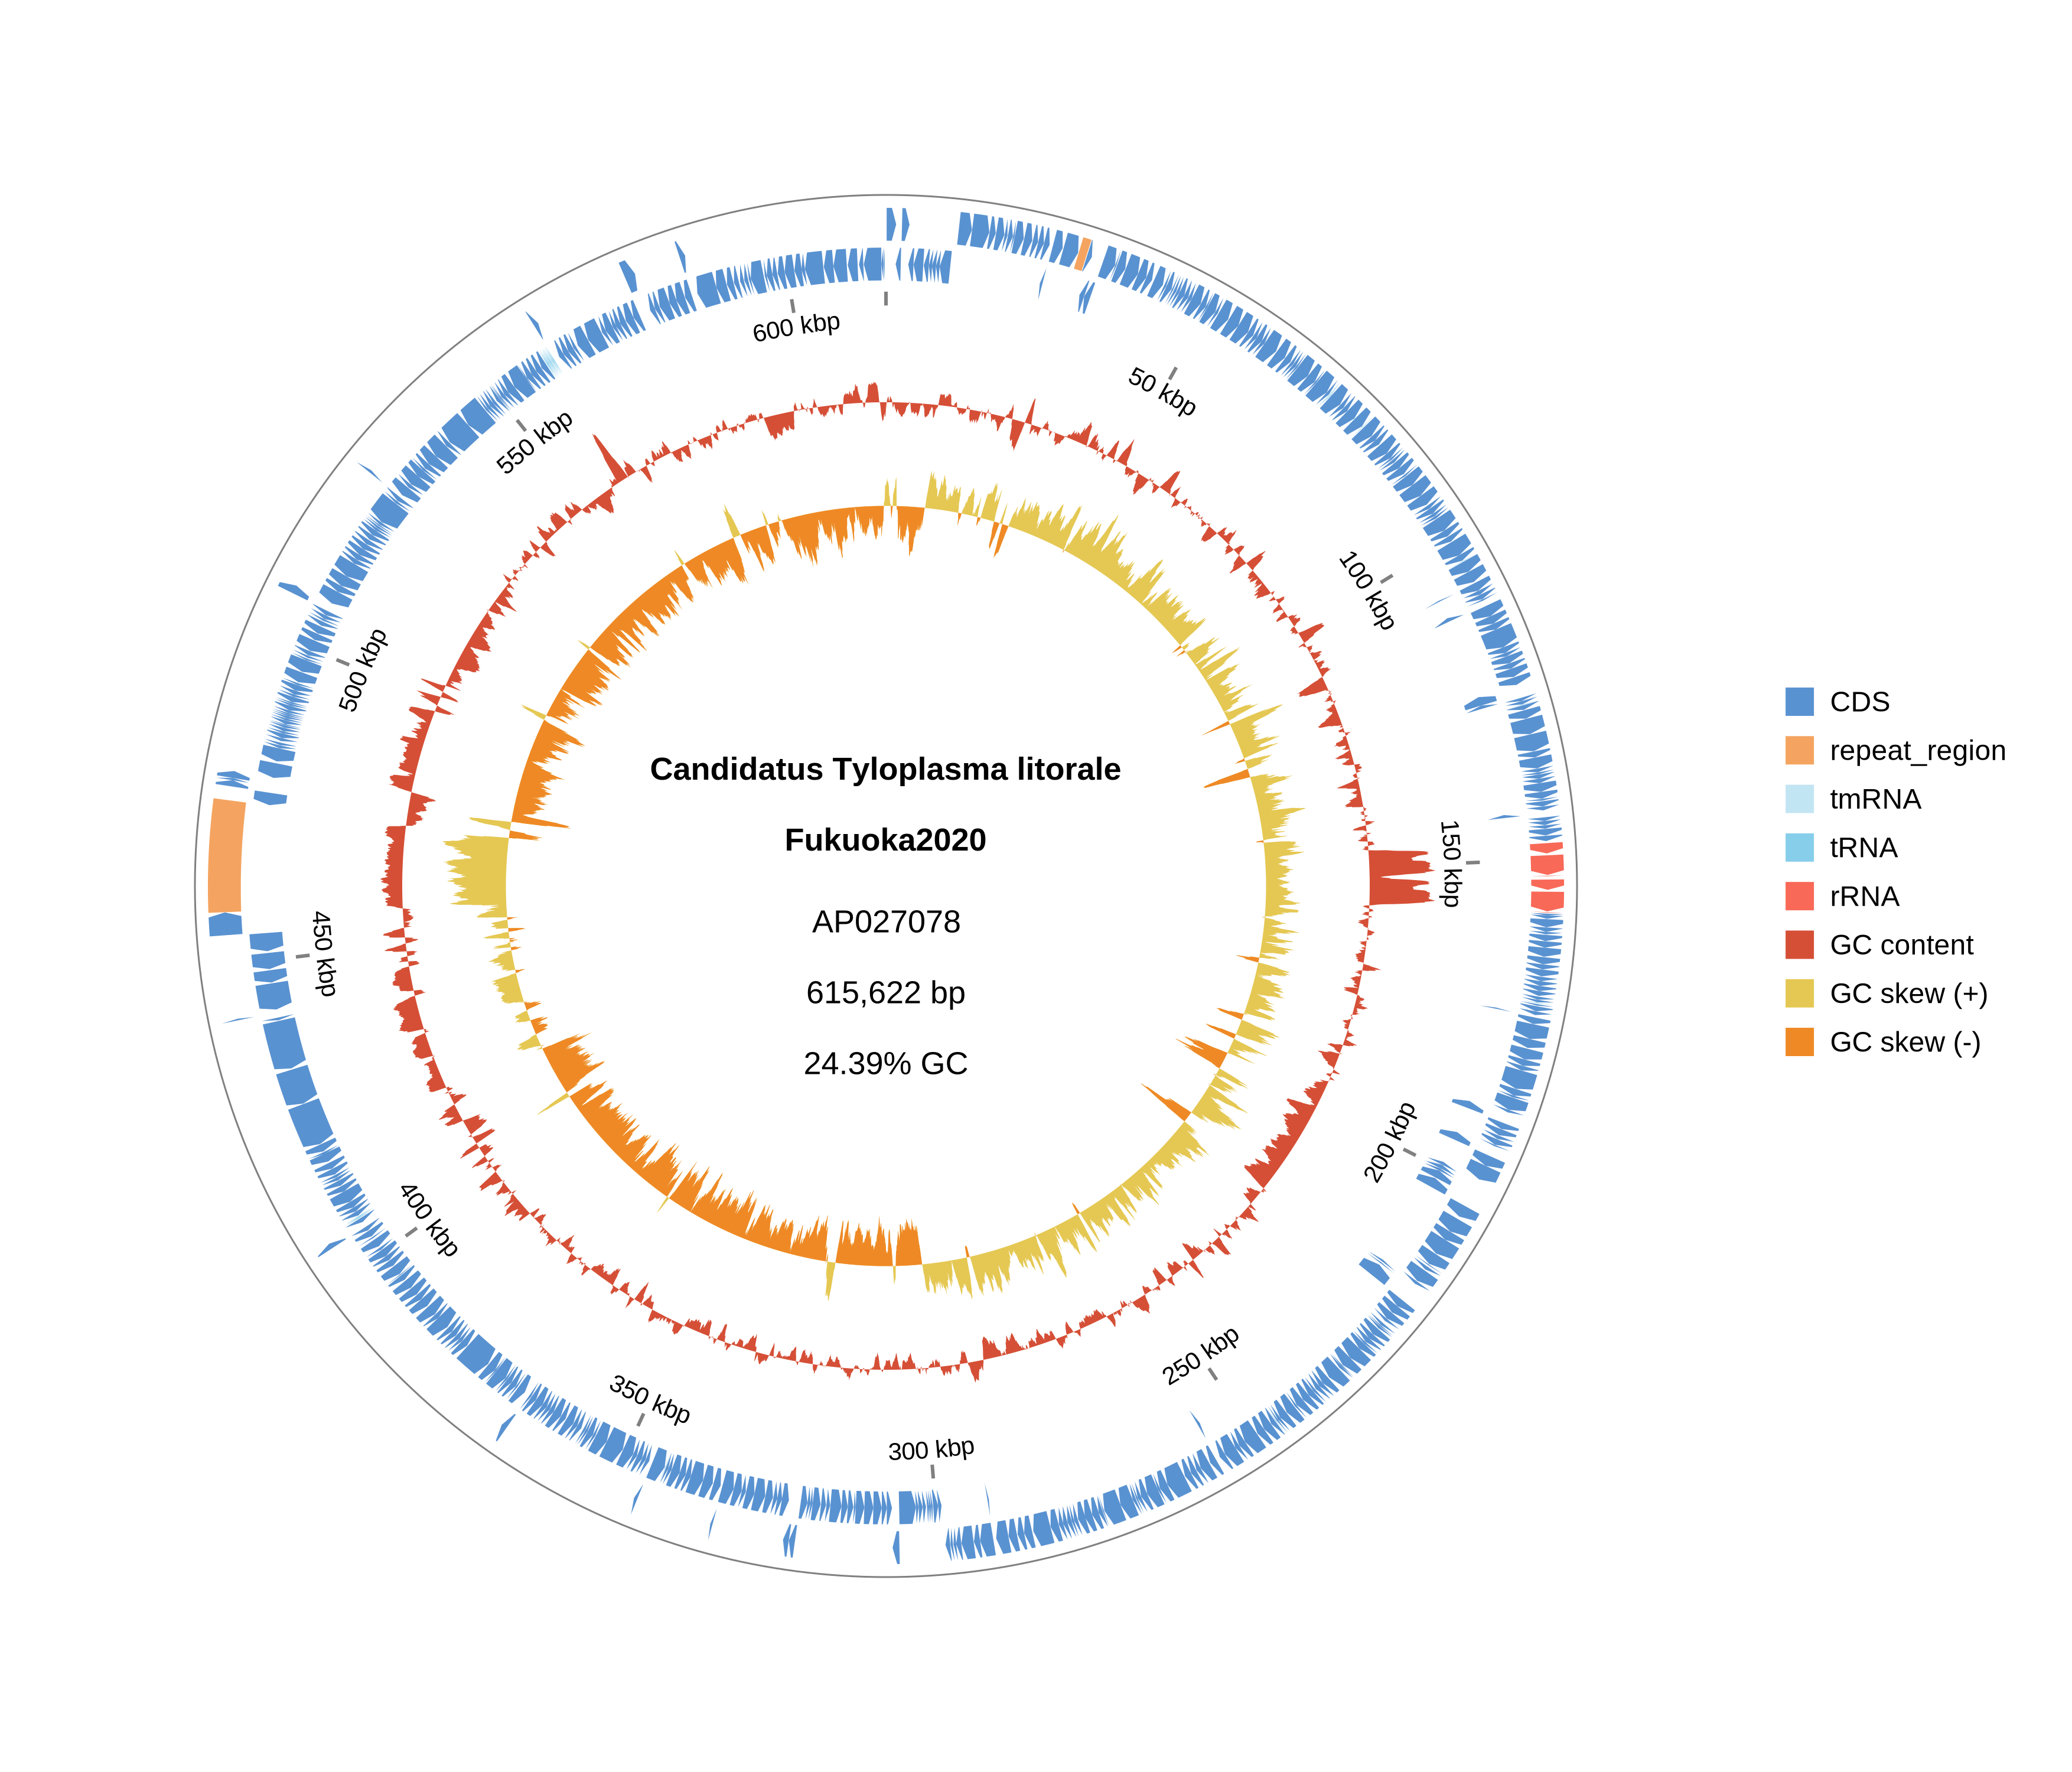 600 kbp
50 kbp
550 kbp
100 kbp
500 kbp
150 kbp
450 kbp
200 kbp
400 kbp
250 kbp
350 kbp
300 kbp
Candidatus Tyloplasma litorale
Fukuoka2020
AP027078
615,622 bp
24.39% GC
CDS
repeat_region
tmRNA
tRNA
rRNA
GC content
GC skew (+)
GC skew (-)